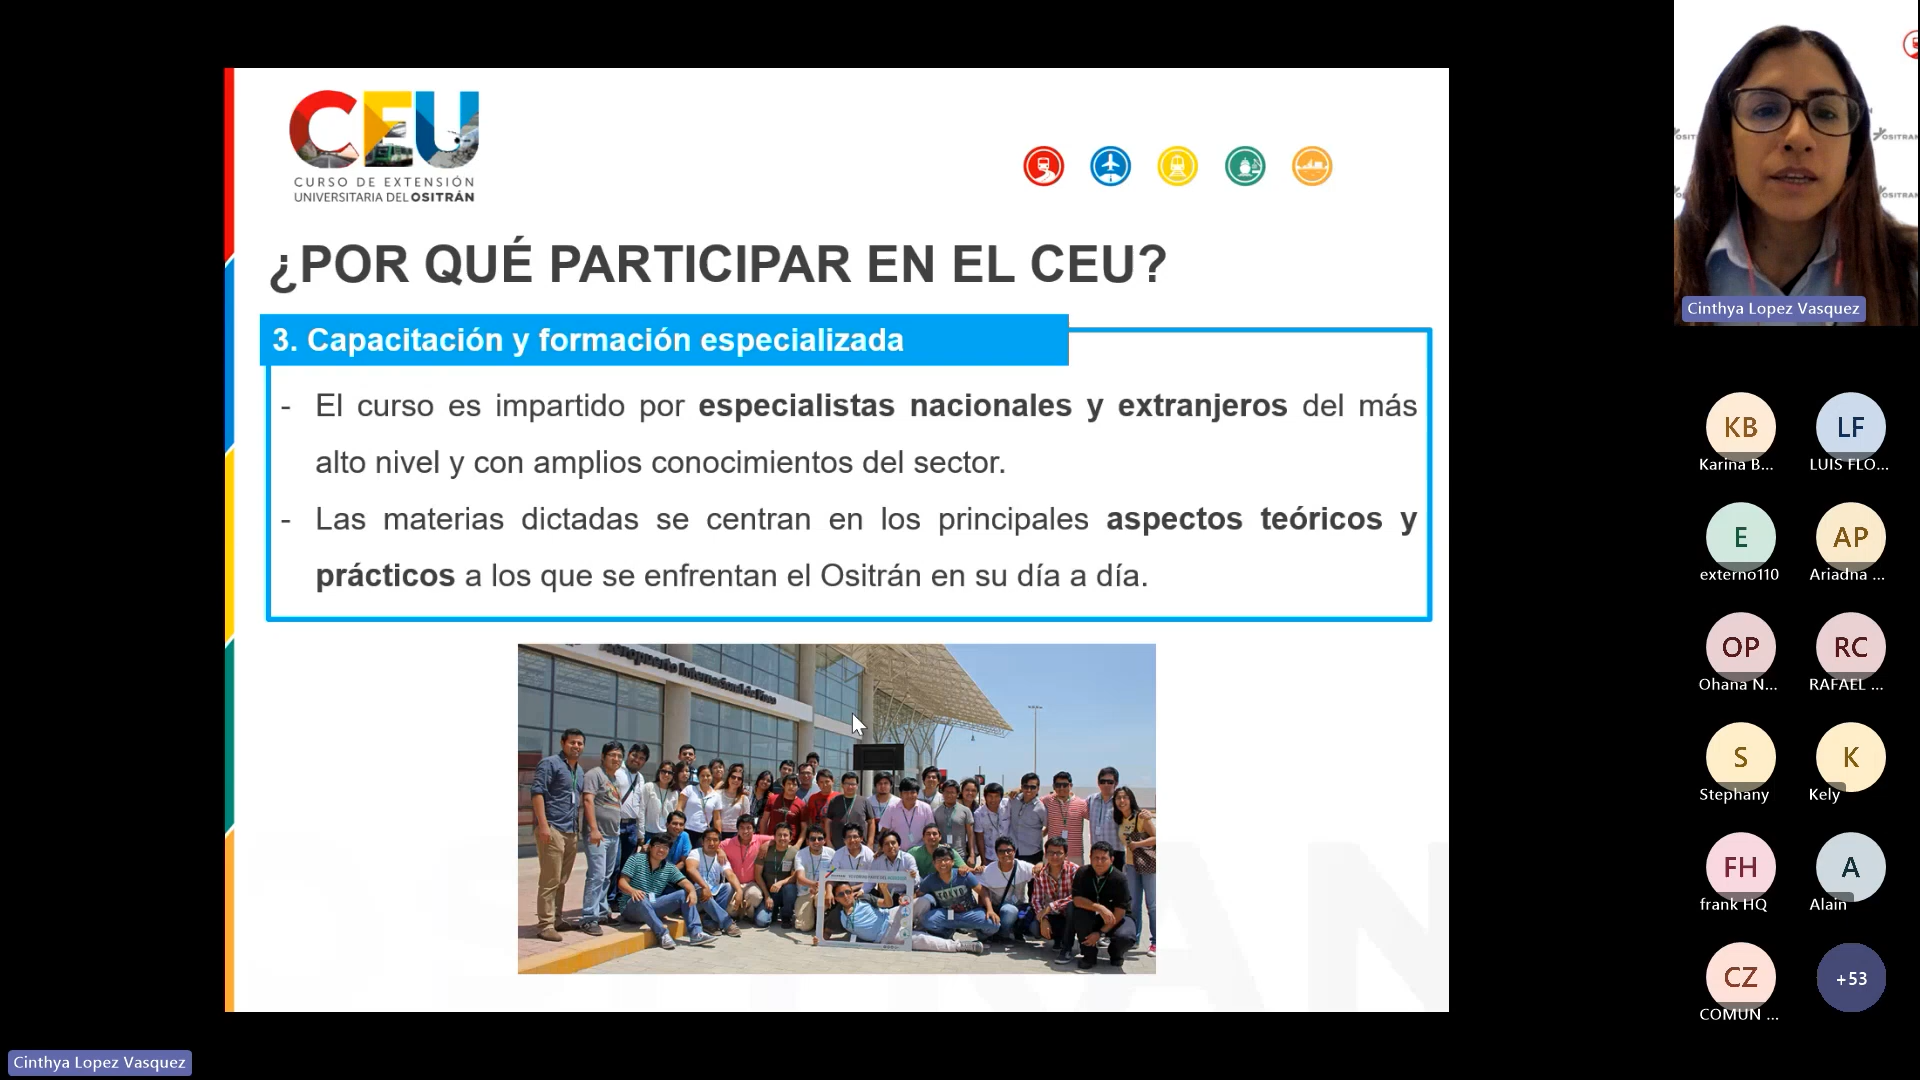 CEU
CURSO DE EXTENSIÓN
UNIVERSITARIA DEL OSITRÁN
¿POR QUÉ PARTICIPAR EN EL CEU?
3. Capacitación y formación especializada
- El curso es impartido por especialistas nacionales y extranjeros del más
alto nivel y con amplios conocimientos del sector.
- Las materias dictadas se centran en los principales aspectos teóricos y
prácticos a los que se enfrentan el Ositrán en su día a día.
Aeropuerto Internacional de Pisco
Cinthya Lopez Vasquez
KB
Karina B...
LF
LUIS FLO...
E
externo110
AP
Ariadna ...
OP
Ohana N...
RC
RAFAEL ...
S
Stephany
K
Kely
FH
frank HQ
A
Alain
CZ
COMUN ...
+53
Cinthya Lopez Vasquez